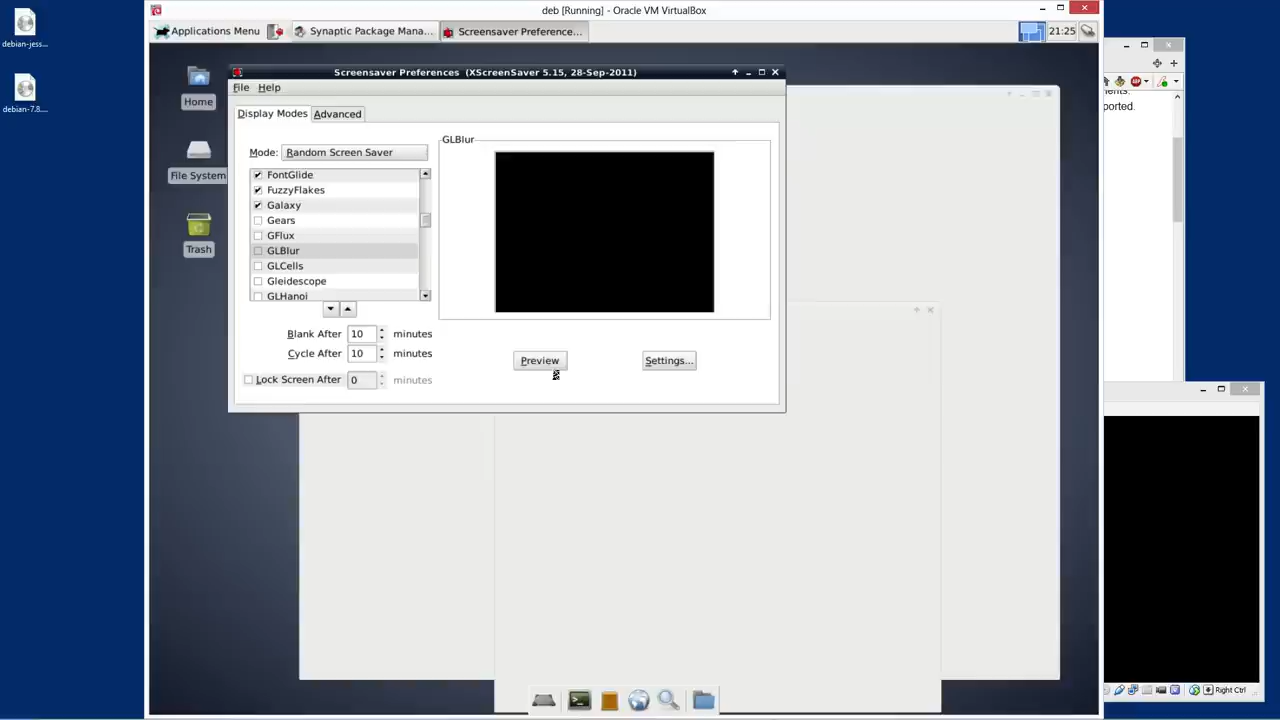 deb [Running] - Oracle VM VirtualBox
Applications Menu
Synaptic Package Mana...
Screensaver Preference...
21:25
debian-jess...
debian-7.8....
Home
File System
Trash
Screensaver Preferences (XScreenSaver 5.15, 28-Sep-2011)
File Help
Display Modes Advanced
Mode: Random Screen Saver
FontGlide
FuzzyFlakes
Galaxy
Gears
GFlux
GLBlur
GLCells
Gleidescope
GLHanoi
Blank After 10 minutes
Cycle After 10 minutes
Lock Screen After 0 minutes
GLBlur
Preview
Settings...
ported.
Right Ctrl